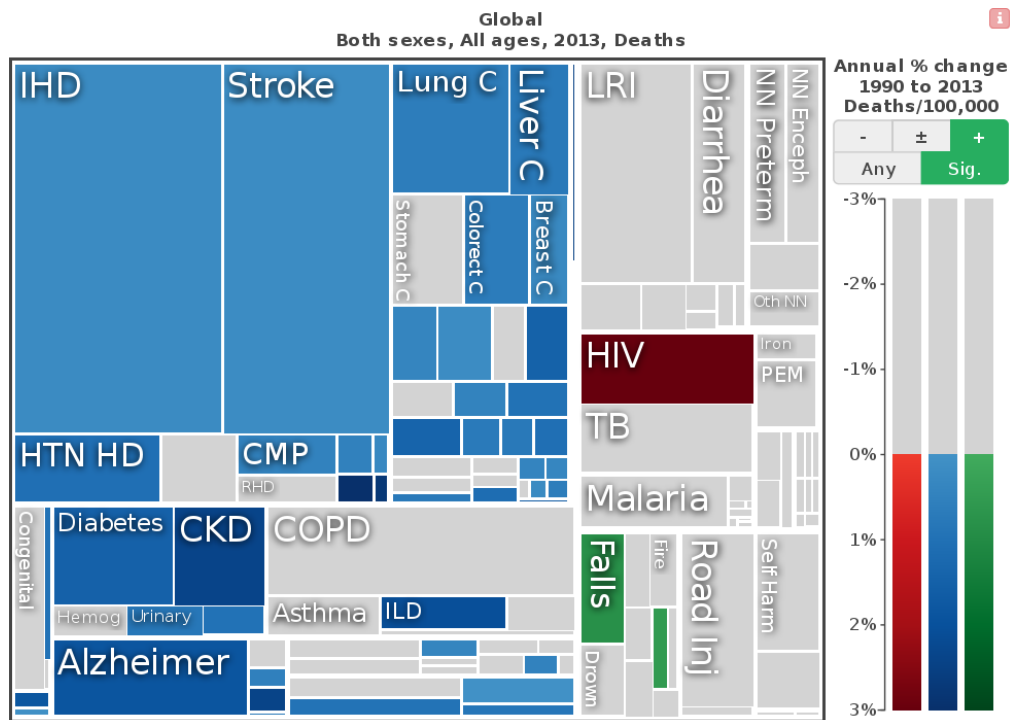 Global
Both sexes, All ages, 2013, Deaths
i
IHD
Stroke
Lung C
Liver C
Stomach C
Colorect C
Breast C
HTN HD
CMP
RHD
Congenital
Diabetes
CKD
COPD
Hemog
Urinary
Asthma
ILD
Alzheimer
LRI
Diarrhea
NN Preterm
NN Enceph
Oth NN
HIV
Iron
PEM
TB
Malaria
Falls
Fire
Road Inj
Self Harm
Drown
Annual % change
1990 to 2013
Deaths/100,000
- ± +
Any Sig.
-3%
-2%
-1%
0%
1%
2%
3%